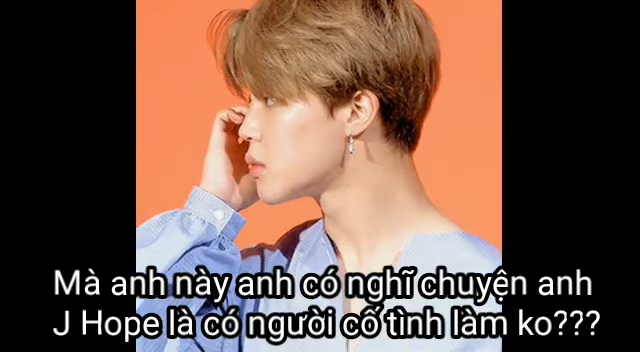 Mà anh này anh có nghĩ chuyện anh
J Hope là có người cố tình làm ko???